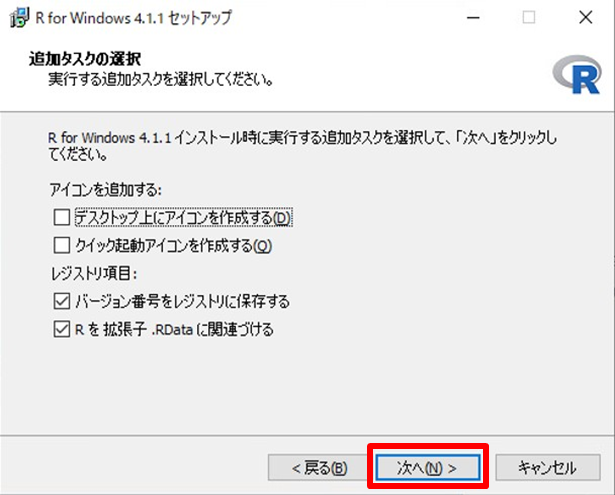 R for Windows 4.1.1 セットアップ
追加タスクの選択
実行する追加タスクを選択してください。
R
R for Windows 4.1.1 インストール時に実行する追加タスクを選択して、「次へ」をクリックし
てください。
アイコンを追加する:
デスクトップ上にアイコンを作成する(D)
クイック起動アイコンを作成する(Q)
レジストリ項目:
バージョン番号をレジストリに保存する
R を 拡張子 .RData に関連づける
< 戻る(B) 次へ(N) > キャンセル